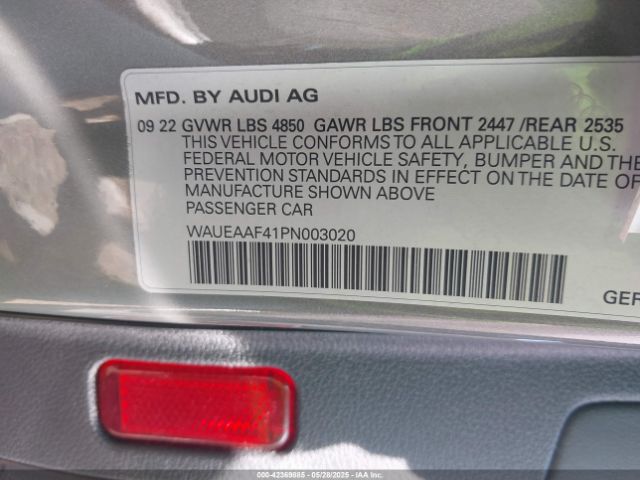 MFD. BY AUDI AG
09 22 GVWR LBS 4850 GAWR LBS FRONT 2447 /REAR 2535
THIS VEHICLE CONFORMS TO ALL APPLICABLE U.S.
FEDERAL MOTOR VEHICLE SAFETY, BUMPER AND THE
PREVENTION STANDARDS IN EFFECT ON THE DATE OF
MANUFACTURE SHOWN ABOVE
PASSENGER CAR
WAUEAAF41PN003020
GER
000-42369885 - 05/28/2025 - IAAI.COM